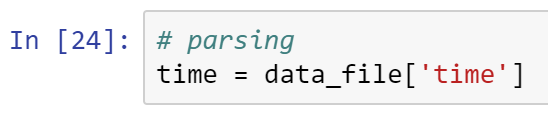 In [24]: # parsing
time = data_file['time']